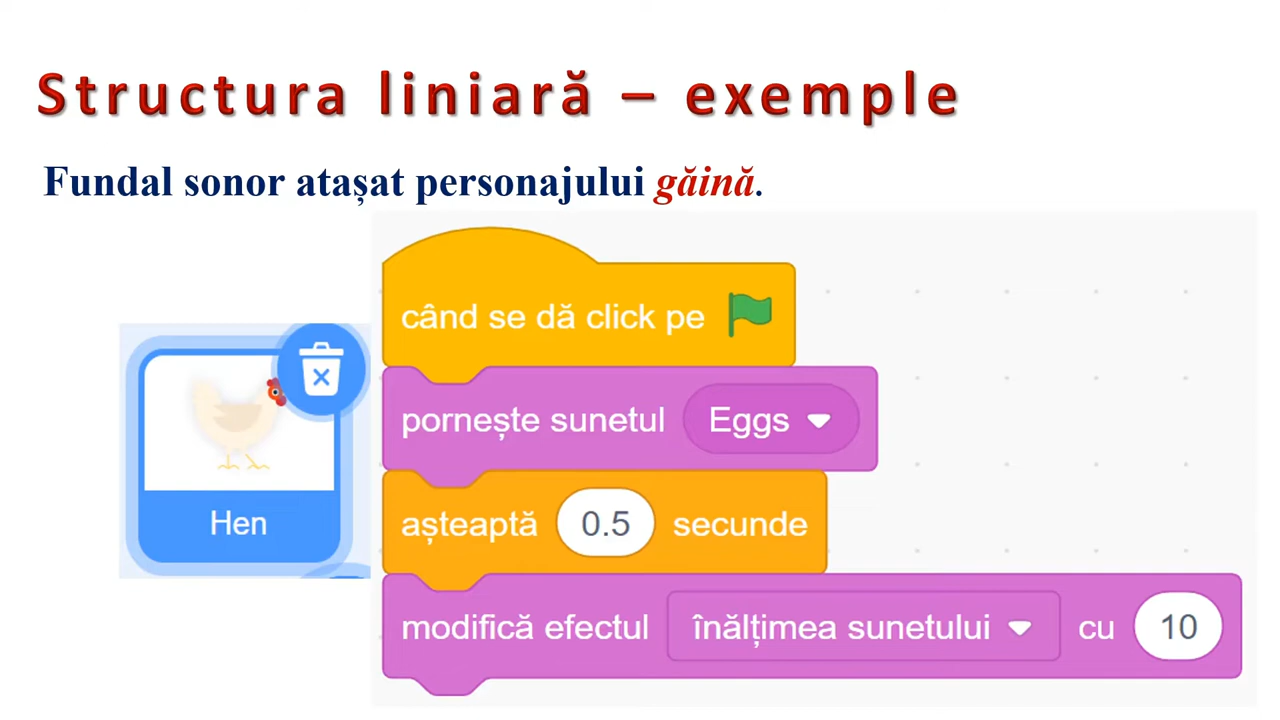 Structura liniară – exemple
Fundal sonor atașat personajului găină.
când se dă click pe
pornește sunetul Eggs
așteaptă 0.5 secunde
Hen
modifică efectul înălțimea sunetului cu 10